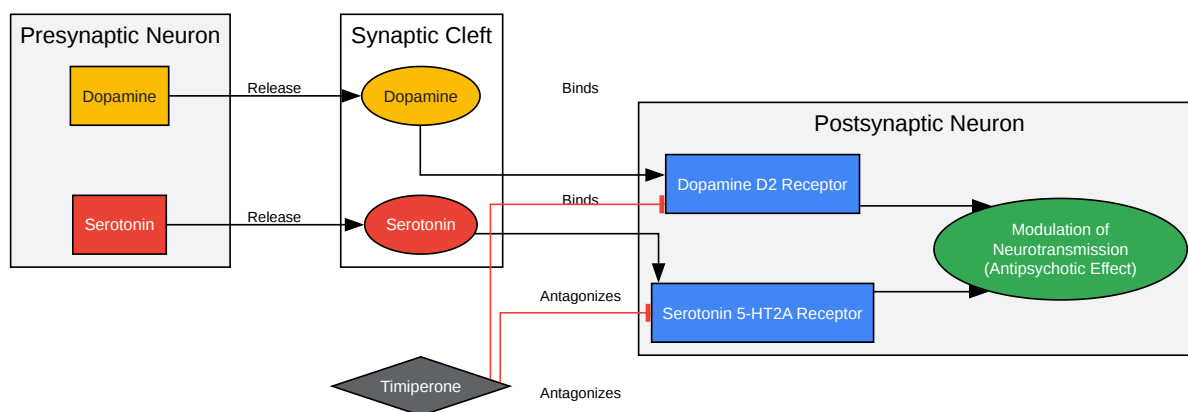 Presynaptic Neuron
Synaptic Cleft
Dopamine
Release
Dopamine
Binds
Postsynaptic Neuron
Dopamine D2 Receptor
Serotonin
Release
Serotonin
Binds
Modulation of
Neurotransmission
(Antipsychotic Effect)
Antagonizes
Serotonin 5-HT2A Receptor
Timiperone
Antagonizes